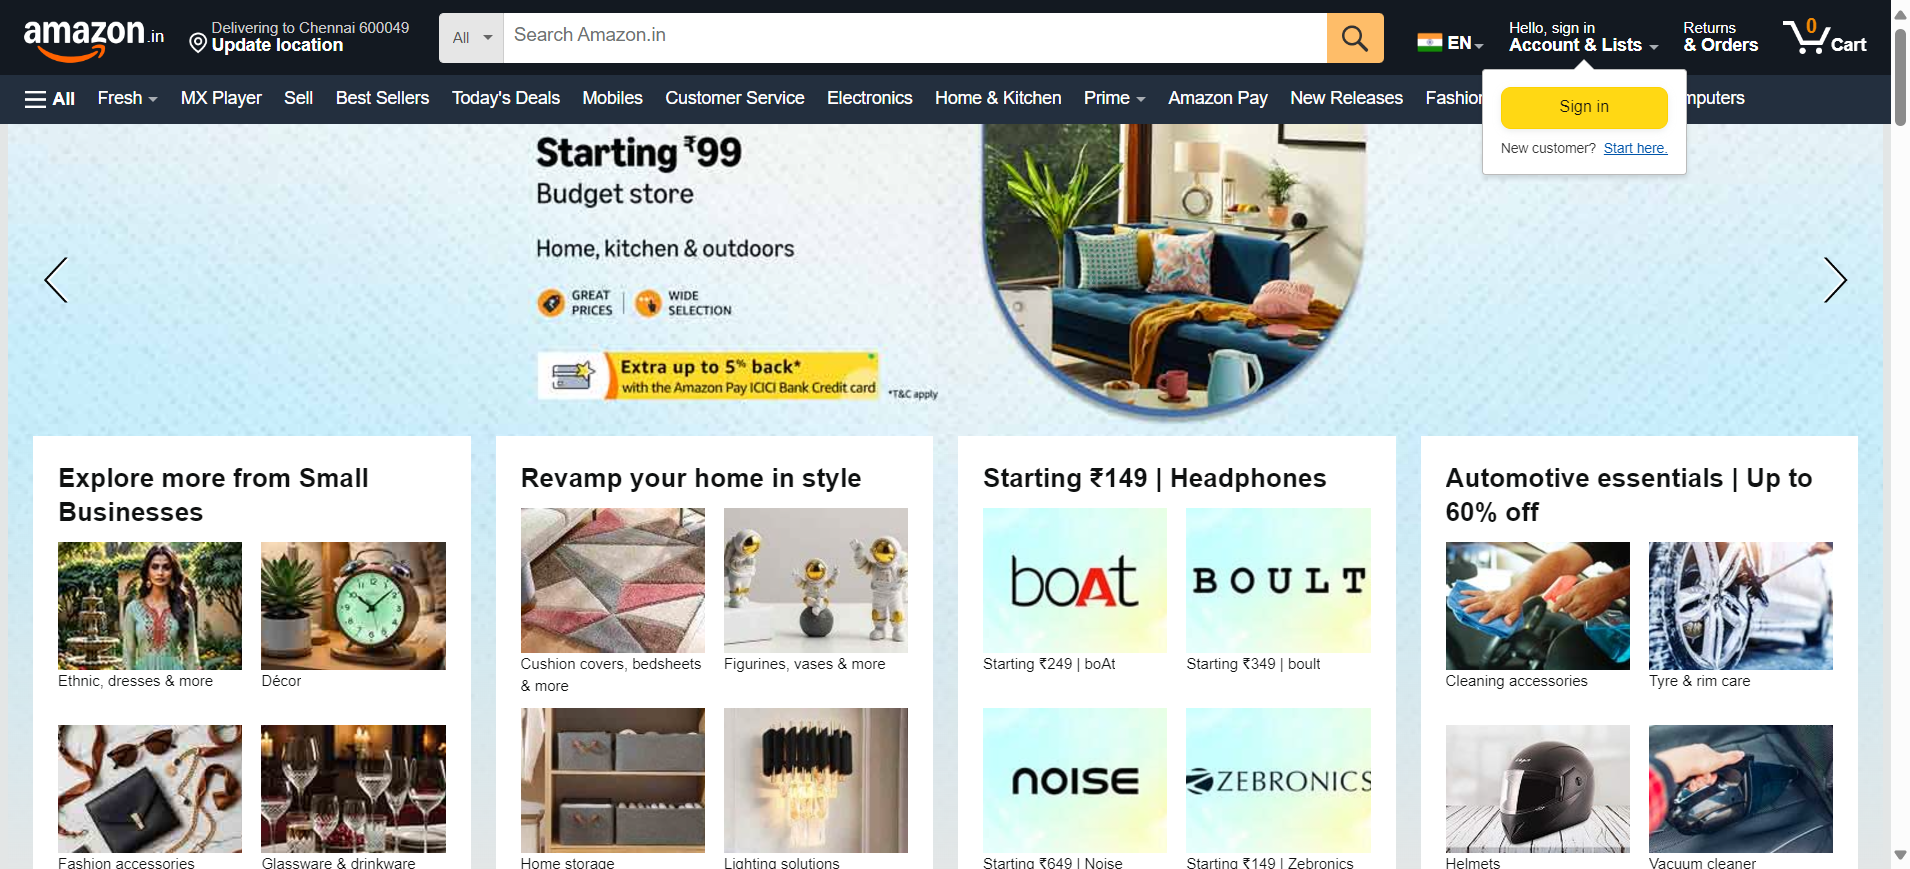 amazon.in
Delivering to Chennai 600049
Update location
All
Search Amazon.in
EN
Hello, sign in
Account & Lists
Returns
& Orders
0
Cart
All
Fresh
MX Player
Sell
Best Sellers
Today's Deals
Mobiles
Customer Service
Electronics
Home & Kitchen
Prime
Amazon Pay
New Releases
Fashion
mputers
Sign in
New customer? Start here.
Starting ₹99
Budget store
Home, kitchen & outdoors
GREAT
PRICES
WIDE
SELECTION
Extra up to 5% back*
with the Amazon Pay ICICI Bank Credit card
*T&C apply
Explore more from Small
Businesses
Ethnic, dresses & more
Décor
Fashion accessories
Glassware & drinkware
Revamp your home in style
Cushion covers, bedsheets
& more
Figurines, vases & more
Home storage
Lighting solutions
Starting ₹149 | Headphones
boAt
BOULT
Starting ₹249 | boAt
Starting ₹349 | boult
NOISE
ZEBRONICS
Starting ₹649 | Noise
Starting ₹149 | Zebronics
Automotive essentials | Up to
60% off
Cleaning accessories
Tyre & rim care
Helmets
Vacuum cleaner